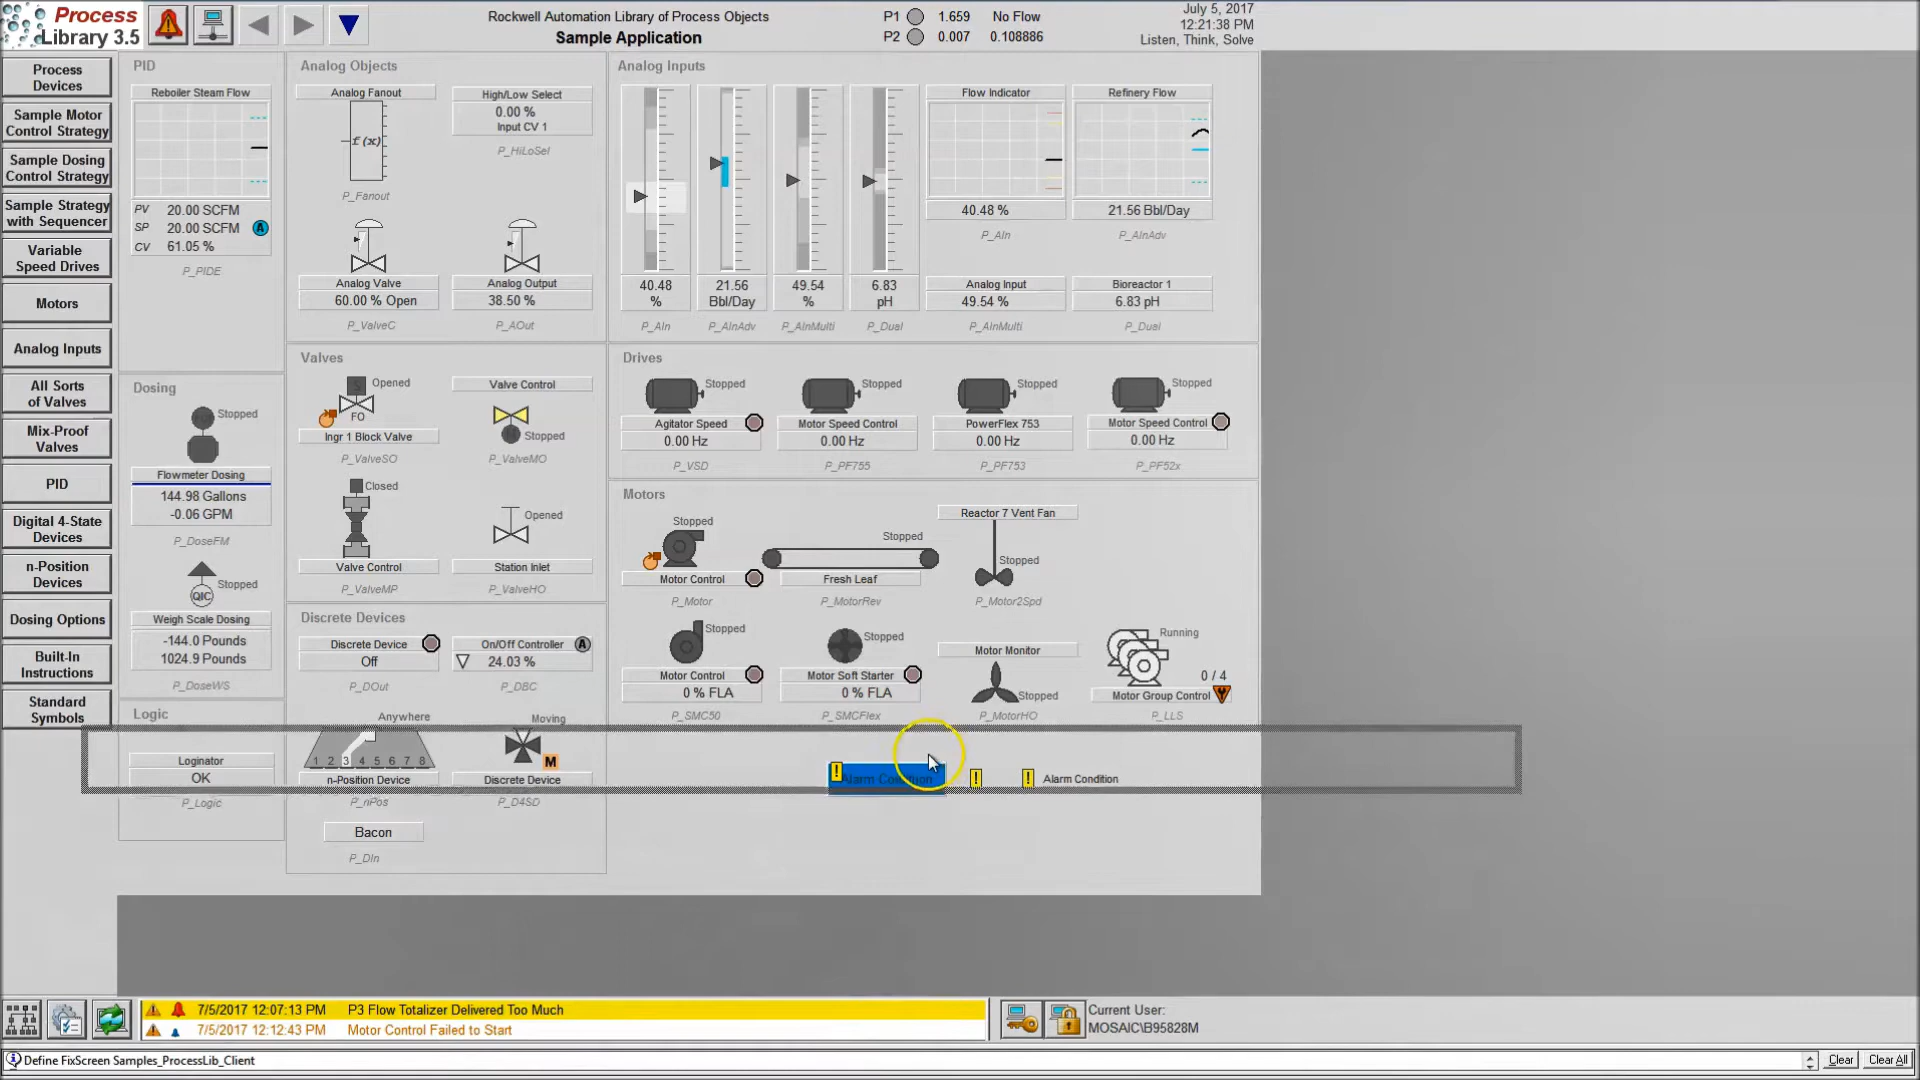 Process
Library 3.5
Rockwell Automation Library of Process Objects
Sample Application
P1 1.659 No Flow
P2 0.007 0.108886
July 5, 2017
12:21:38 PM
Listen, Think, Solve
Process
Devices
Sample Motor
Control Strategy
Sample Dosing
Control Strategy
Sample Strategy
with Sequencer
Variable
Speed Drives
Motors
Analog Inputs
All Sorts
of Valves
Mix-Proof
Valves
PID
Digital 4-State
Devices
n-Position
Devices
Dosing Options
Built-In
Instructions
Standard
Symbols
PID
Reboiler Steam Flow
PV 20.00 SCFM
SP 20.00 SCFM A
CV 61.05 %
P_PIDE
Dosing
Stopped
Flowmeter Dosing
144.98 Gallons
-0.06 GPM
P_DoseFM
Stopped
QIC
Weigh Scale Dosing
-144.0 Pounds
1024.9 Pounds
P_DoseWS
Logic
Loginator
OK
P_Logic
Analog Objects
Analog Fanout
f(x)
P_Fanout
High/Low Select
0.00 %
Input CV 1
P_HiLoSel
Analog Valve
60.00 % Open
P_ValveC
Analog Output
38.50 %
P_AOut
Valves
S Opened
FO
Ingr 1 Block Valve
P_ValveSO
Valve Control
M Stopped
P_ValveMO
Closed
Valve Control
P_ValveMP
Opened
Station Inlet
P_ValveHO
Discrete Devices
Discrete Device
Off
P_DOut
On/Off Controller A
24.03 %
P_DBC
Anywhere
1 2 3 4 5 6 7 8
n-Position Device
P_nPos
Moving
M
Discrete Device
P_D4SD
Bacon
P_DIn
Analog Inputs
40.48
%
P_AIn
21.56
Bbl/Day
P_AInAdv
49.54
%
P_AInMulti
6.83
pH
P_Dual
Flow Indicator
40.48 %
P_AIn
Refinery Flow
21.56 Bbl/Day
P_AInAdv
Analog Input
49.54 %
P_AInMulti
Bioreactor 1
6.83 pH
P_Dual
Drives
Stopped
Agitator Speed
0.00 Hz
P_VSD
Stopped
Motor Speed Control
0.00 Hz
P_PF755
Stopped
PowerFlex 753
0.00 Hz
P_PF753
Stopped
Motor Speed Control
0.00 Hz
P_PF52x
Motors
Stopped
Motor Control
P_Motor
Stopped
Fresh Leaf
P_MotorRev
Reactor 7 Vent Fan
Stopped
P_Motor2Spd
Stopped
Motor Control
0 % FLA
P_SMC50
Stopped
Motor Soft Starter
0 % FLA
P_SMCFlex
Motor Monitor
Stopped
P_MotorHO
Running
0 / 4
Motor Group Control
P_LLS
! Alarm Condition ! ! Alarm Condition
7/5/2017 12:07:13 PM P3 Flow Totalizer Delivered Too Much
7/5/2017 12:12:43 PM Motor Control Failed to Start
Current User:
MOSAIC\B95828M
Define FixScreen Samples_ProcessLib_Client
Clear Clear All